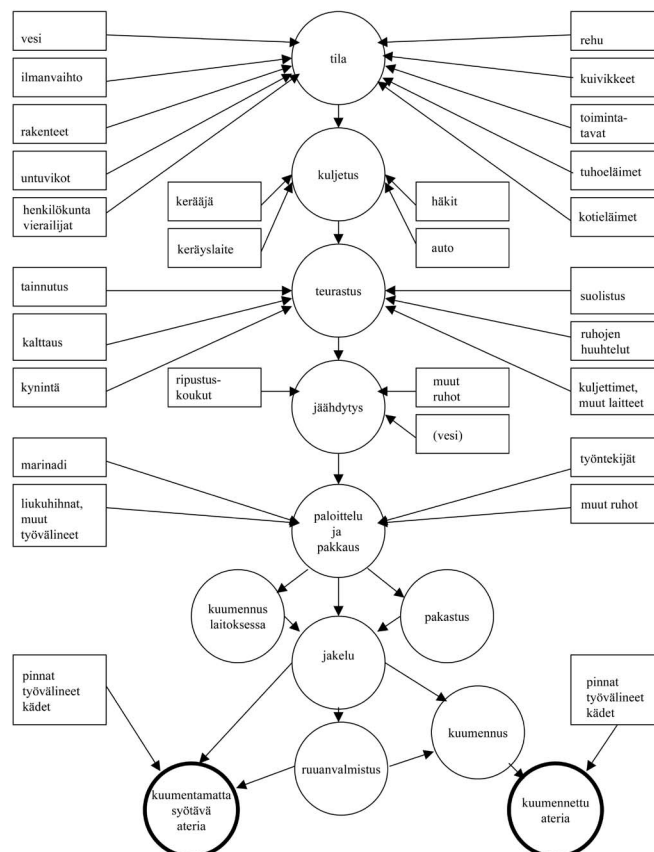 vesi
tila
rehu
ilmanvaihto
kuivikkeet
rakenteet
toiminta-
tavat
untuvikot
tuhoeläimet
henkilökunta
vierailijat
kuljetus
kotieläimet
kerääjä
häkit
keräyslaite
auto
tainnutus
teurastus
suolistus
kalttaus
ruhojen
huuhtelut
kynintä
kuljettimet,
muut laitteet
ripustus-
koukut
jäähdytys
muut
ruhot
(vesi)
marinadi
työntekijät
liukuhihnat,
muut
työvälineet
paloittelu
ja
pakkaus
muut ruhot
kuumennus
laitoksessa
pakastus
jakelu
pinnat
työvälineet
kädet
pinnat
työvälineet
kädet
kuumennus
ruuanvalmistus
kuumentamatta
syötävä
ateria
kuumennettu
ateria